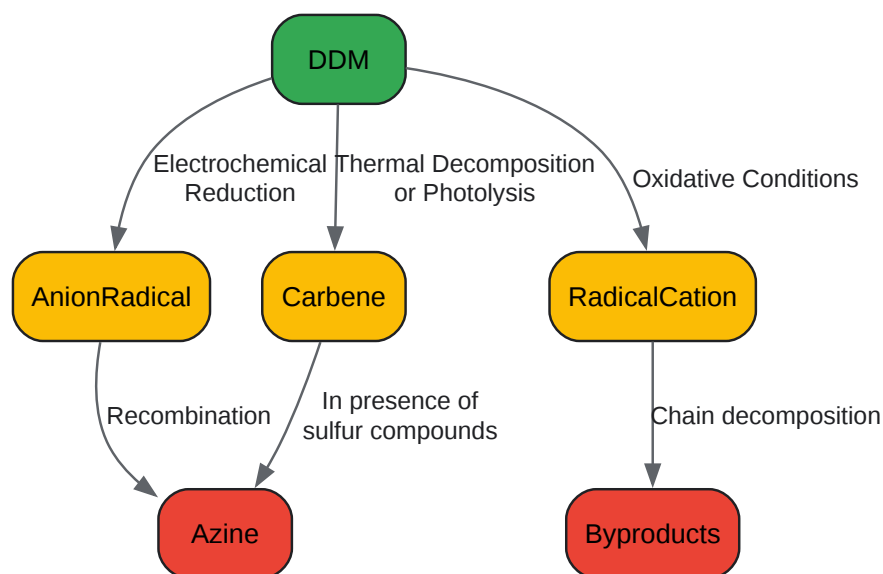 DDM
Electrochemical
Reduction
Thermal Decomposition
or Photolysis
Oxidative Conditions
AnionRadical
Carbene
RadicalCation
Recombination
In presence of
sulfur compounds
Chain decomposition
Azine
Byproducts